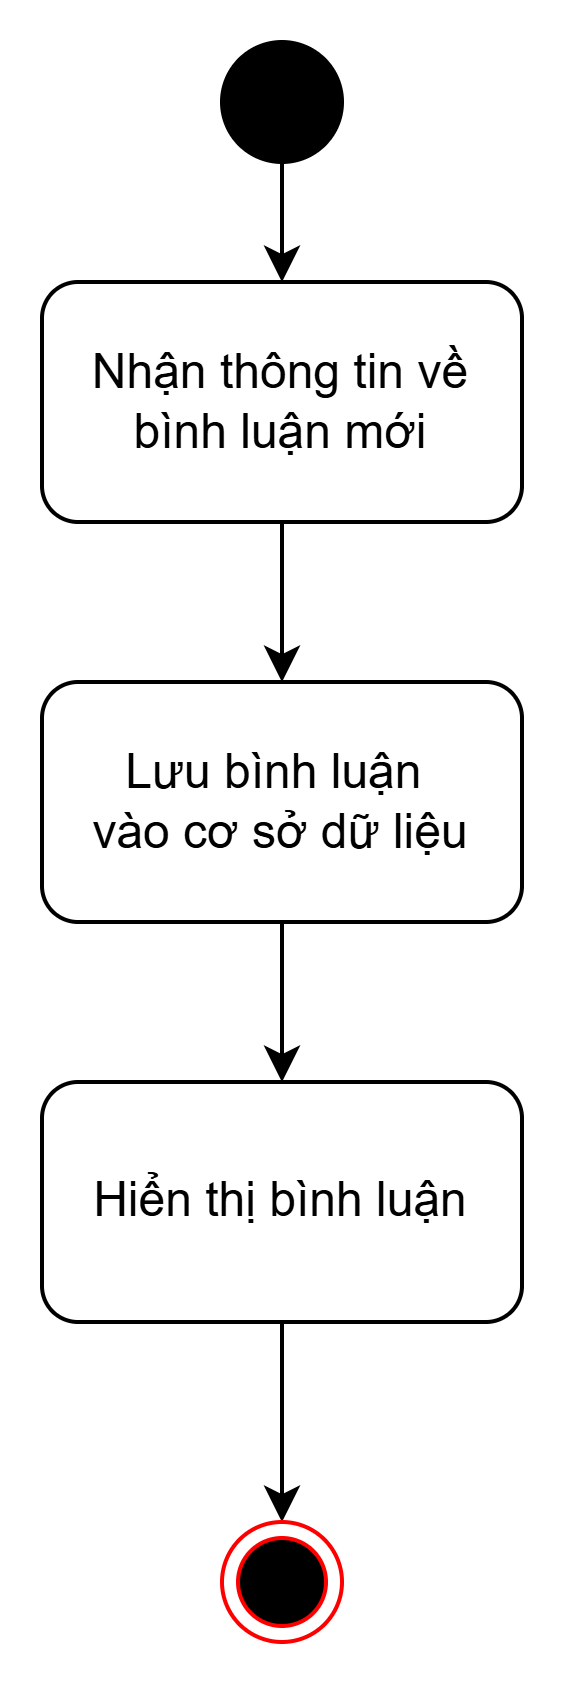 Nhận thông tin về
bình luận mới
Lưu bình luận
vào cơ sở dữ liệu
Hiển thị bình luận